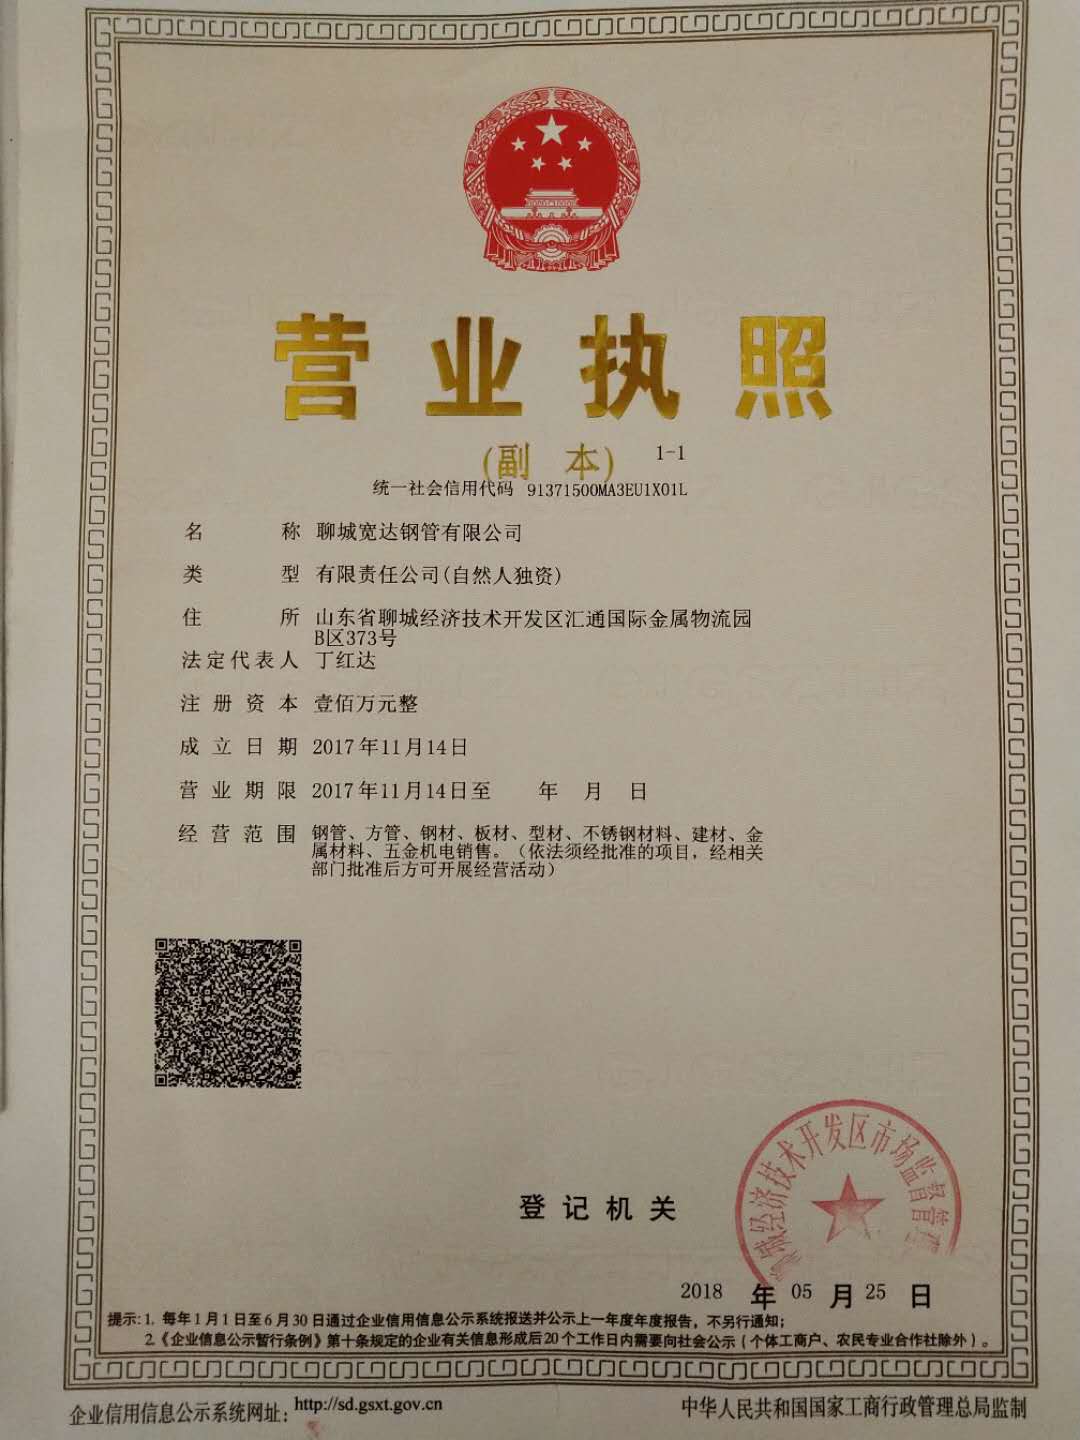 营业执照
(副 本) 1-1
统一社会信用代码 91371500MA3EU1X01L
名 称 聊城宽达钢管有限公司
类 型 有限责任公司(自然人独资)
住 所 山东省聊城经济技术开发区汇通国际金属物流园
B区373号
法定代表人 丁红达
注册资本 壹佰万元整
成立日期 2017年11月14日
营业期限 2017年11月14日至 年 月 日
经营范围 钢管、方管、钢材、板材、型材、不锈钢材料、建材、金
属材料、五金机电销售。（依法须经批准的项目，经相关
部门批准后方可开展经营活动）
城经济技术开发区市场监督管
登记机关
2018 年 05 月 25 日
提示:1. 每年1月1日至6月30日通过企业信用信息公示系统报送并公示上一年度年度报告，不另行通知；
2.《企业信息公示暂行条例》第十条规定的企业有关信息形成后20个工作日内需要向社会公示（个体工商户、农民专业合作社除外）。
企业信用信息公示系统网址: http://sd.gsxt.gov.cn
中华人民共和国国家工商行政管理总局监制